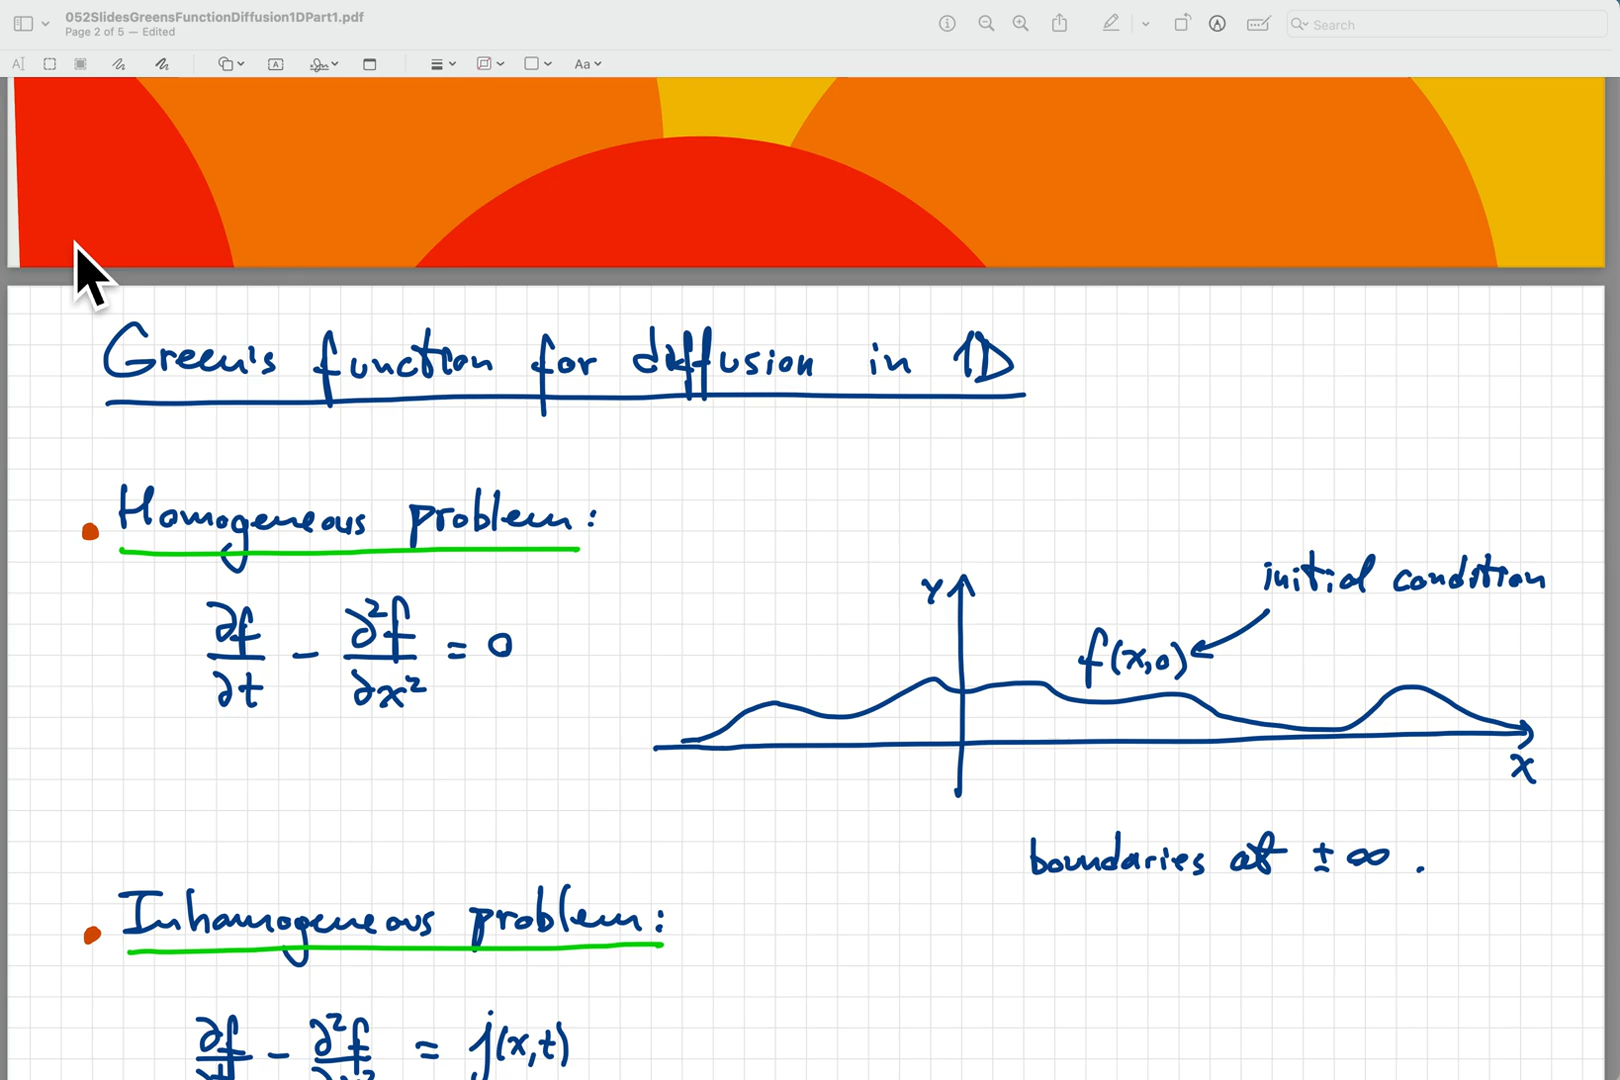 052SlidesGreensFunctionDiffusion1DPart1.pdf
Page 2 of 5 — Edited
Search
Aa
Green's function for diffusion in 1D
Homogeneous problem:
∂f/∂t - ∂²f/∂x² = 0
initial condition
y
f(x,0)
x
boundaries at ± ∞ .
Inhomogeneous problem:
∂f/∂t - ∂²f/∂x² = j(x,t)